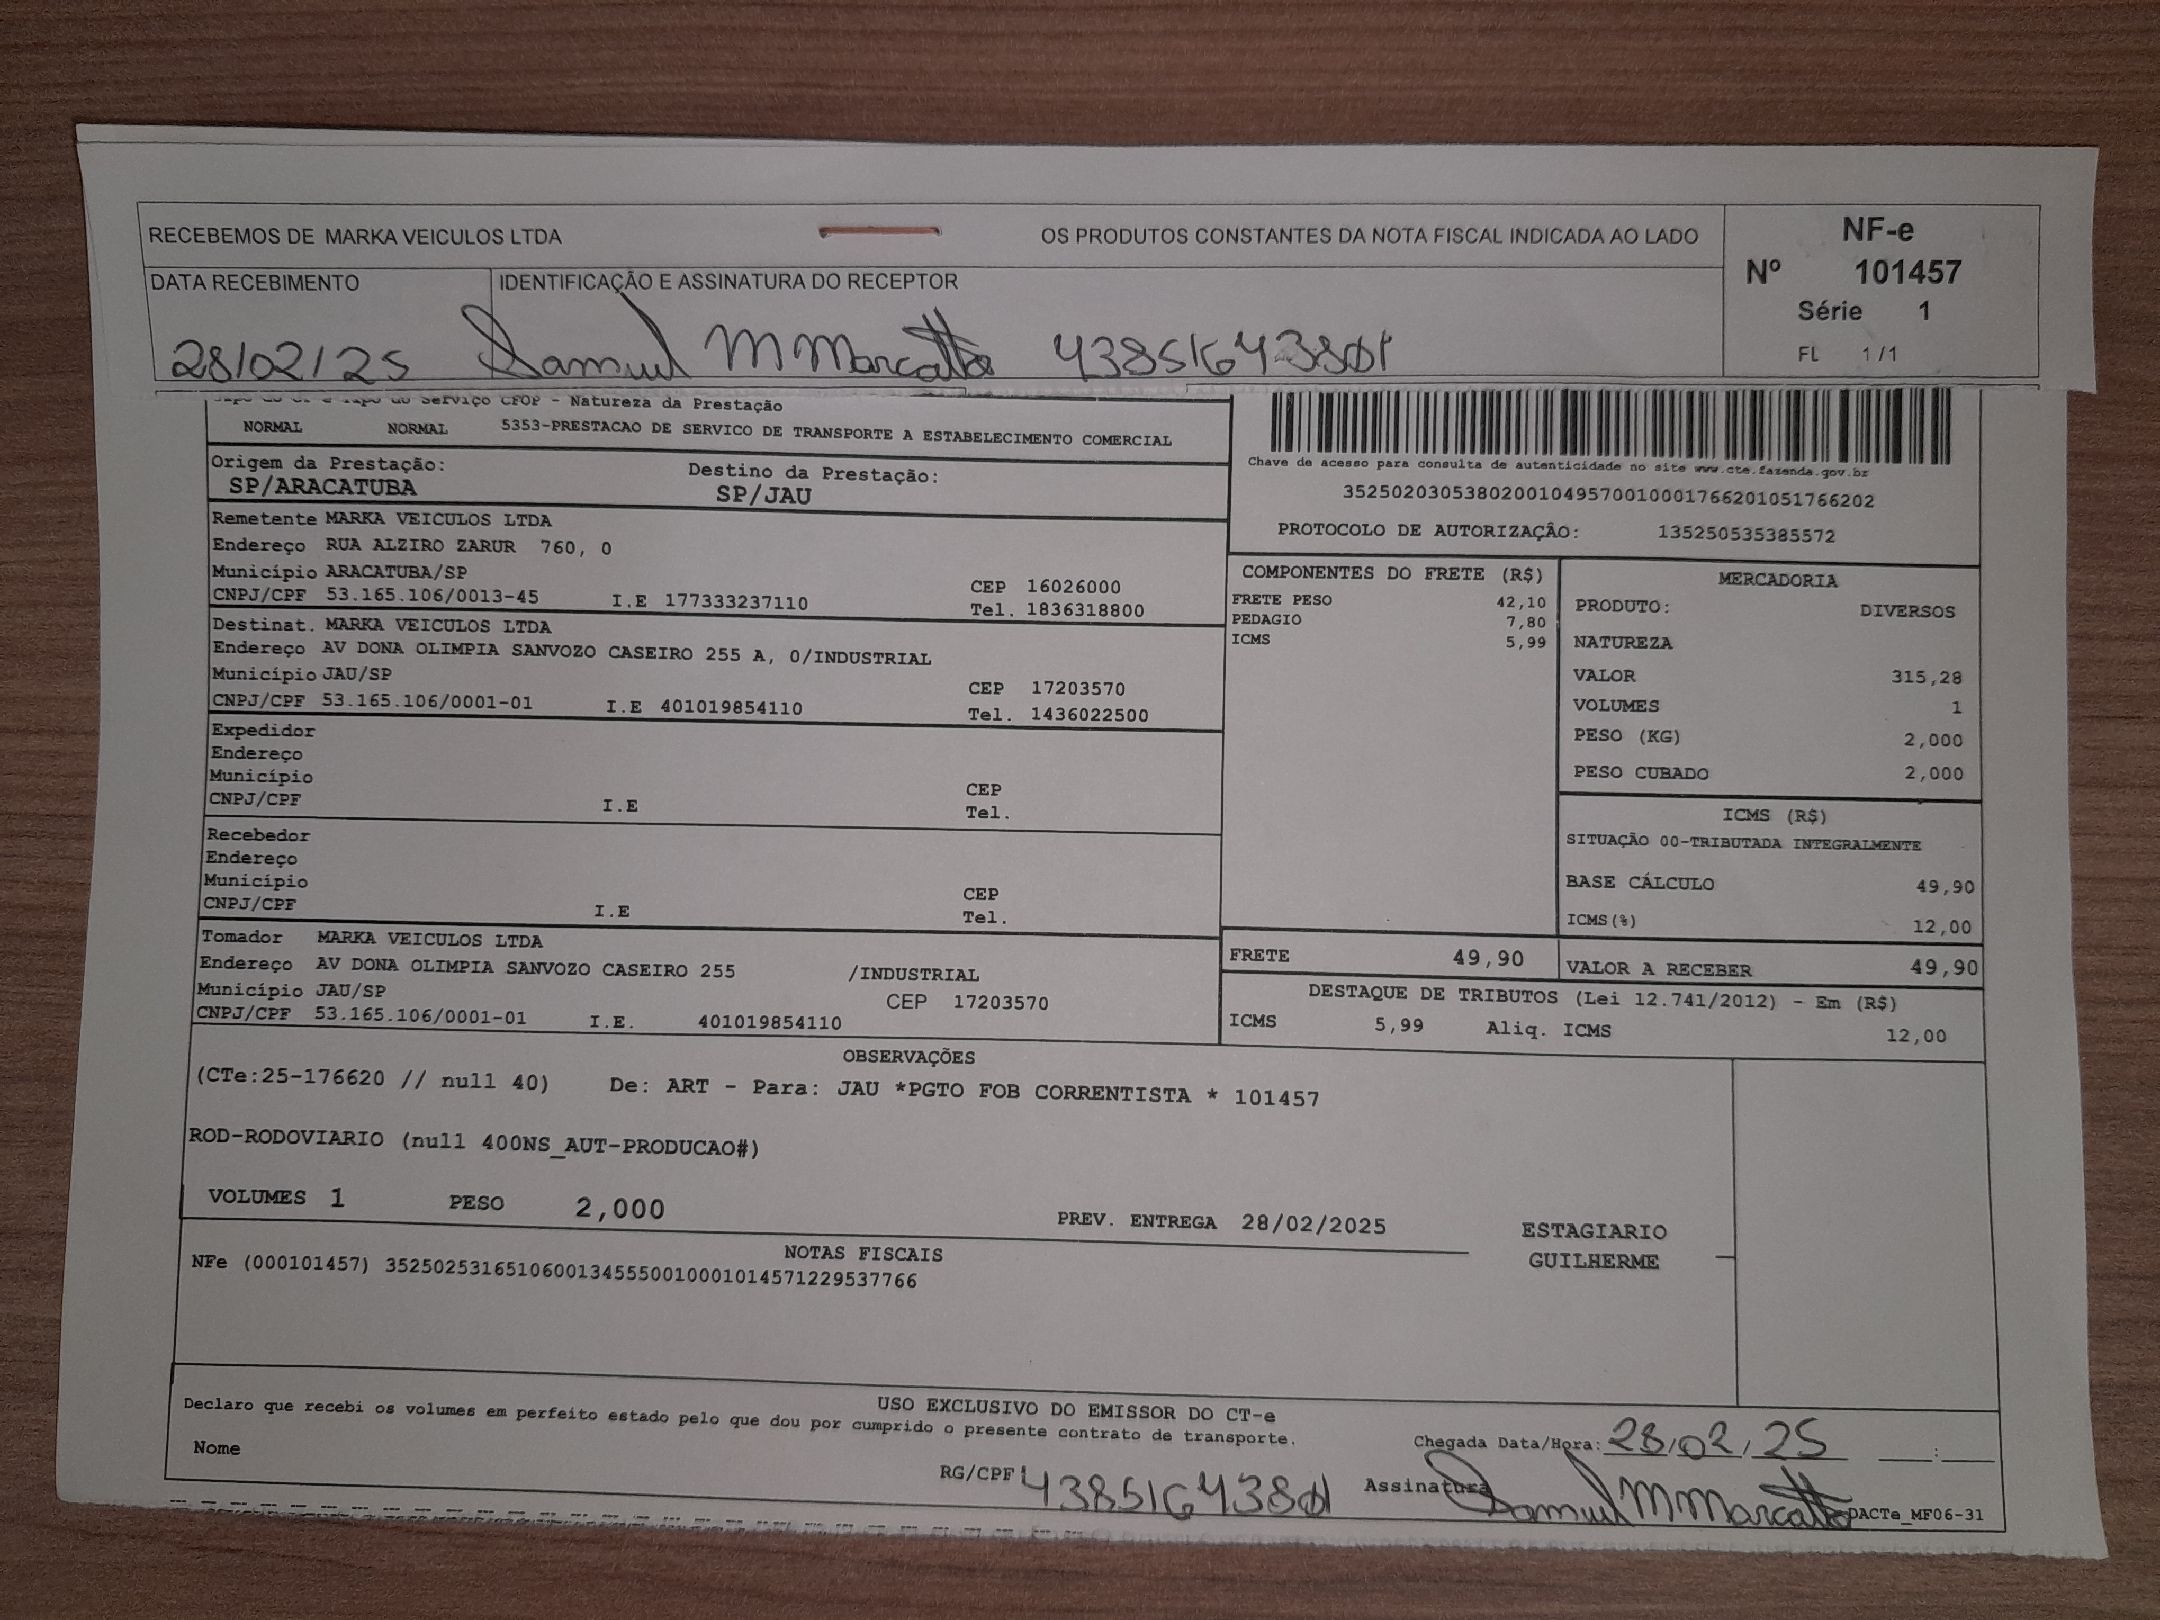 RECEBEMOS DE MARKA VEICULOS LTDA OS PRODUTOS CONSTANTES DA NOTA FISCAL INDICADA AO LADO
NF-e
Nº 101457
Série 1
FL 1/1
DATA RECEBIMENTO IDENTIFICAÇÃO E ASSINATURA DO RECEPTOR
28/02/25 Samuel M Marcatto 43851643801
Serviço CFOP - Natureza da Prestação
NORMAL NORMAL 5353-PRESTACAO DE SERVICO DE TRANSPORTE A ESTABELECIMENTO COMERCIAL
Origem da Prestação: Destino da Prestação:
SP/ARACATUBA SP/JAU
Chave de acesso para consulta de autenticidade no site www.cte.fazenda.gov.br
35250203053802001049570010001766201051766202
PROTOCOLO DE AUTORIZAÇÃO: 135250535385572
Remetente MARKA VEICULOS LTDA
Endereço RUA ALZIRO ZARUR 760, 0
Município ARACATUBA/SP CEP 16026000
CNPJ/CPF 53.165.106/0013-45 I.E 177333237110 Tel. 1836318800
Destinat. MARKA VEICULOS LTDA
Endereço AV DONA OLIMPIA SANVOZO CASEIRO 255 A, 0/INDUSTRIAL
Município JAU/SP CEP 17203570
CNPJ/CPF 53.165.106/0001-01 I.E 401019854110 Tel. 1436022500
Expedidor
Endereço
Município CEP
CNPJ/CPF I.E Tel.
Recebedor
Endereço
Município CEP
CNPJ/CPF I.E Tel.
Tomador MARKA VEICULOS LTDA
Endereço AV DONA OLIMPIA SANVOZO CASEIRO 255 /INDUSTRIAL
Município JAU/SP CEP 17203570
CNPJ/CPF 53.165.106/0001-01 I.E. 401019854110
COMPONENTES DO FRETE (R$)
FRETE PESO 42,10
PEDAGIO 7,80
ICMS 5,99
MERCADORIA
PRODUTO: DIVERSOS
NATUREZA
VALOR 315,28
VOLUMES 1
PESO (KG) 2,000
PESO CUBADO 2,000
ICMS (R$)
SITUAÇÃO 00-TRIBUTADA INTEGRALMENTE
BASE CÁLCULO 49,90
ICMS(%) 12,00
FRETE 49,90 VALOR A RECEBER 49,90
DESTAQUE DE TRIBUTOS (Lei 12.741/2012) - Em (R$)
ICMS 5,99 Aliq. ICMS 12,00
OBSERVAÇÕES
(CTe:25-176620 // null 40) De: ART - Para: JAU *PGTO FOB CORRENTISTA * 101457
ROD-RODOVIARIO (null 400NS_AUT-PRODUCAO#)
VOLUMES 1 PESO 2,000 PREV. ENTREGA 28/02/2025
ESTAGIARIO
GUILHERME
NOTAS FISCAIS
NFe (000101457) 35250253165106001345550010001014571229537766
USO EXCLUSIVO DO EMISSOR DO CT-e
Declaro que recebi os volumes em perfeito estado pelo que dou por cumprido o presente contrato de transporte.
Chegada Data/Hora: 28/02/25 :
Nome RG/CPF 43851643801 Assinatura Samuel M Marcatto
DACTe_MF06-31